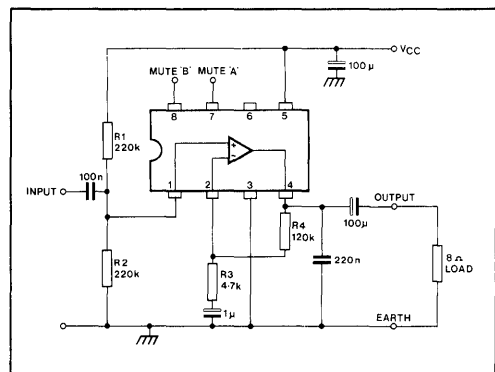 VCC
100µ
MUTE 'B' MUTE 'A'
8 7 6 5
R1
220k
100n
INPUT
1 2 3 4
+
-
R4
120k
OUTPUT
100µ
R2
220k
R3
4·7k
220n
8Ω
LOAD
1µ
EARTH